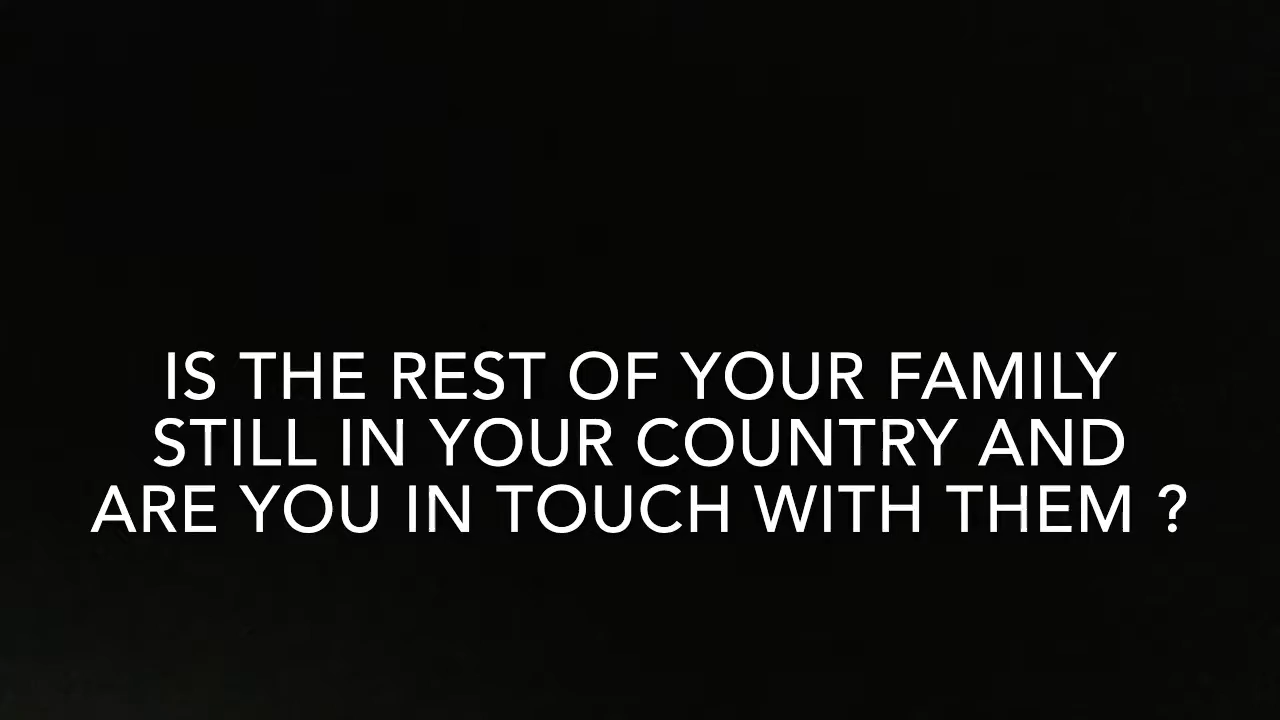 IS THE REST OF YOUR FAMILY
STILL IN YOUR COUNTRY AND
ARE YOU IN TOUCH WITH THEM ?